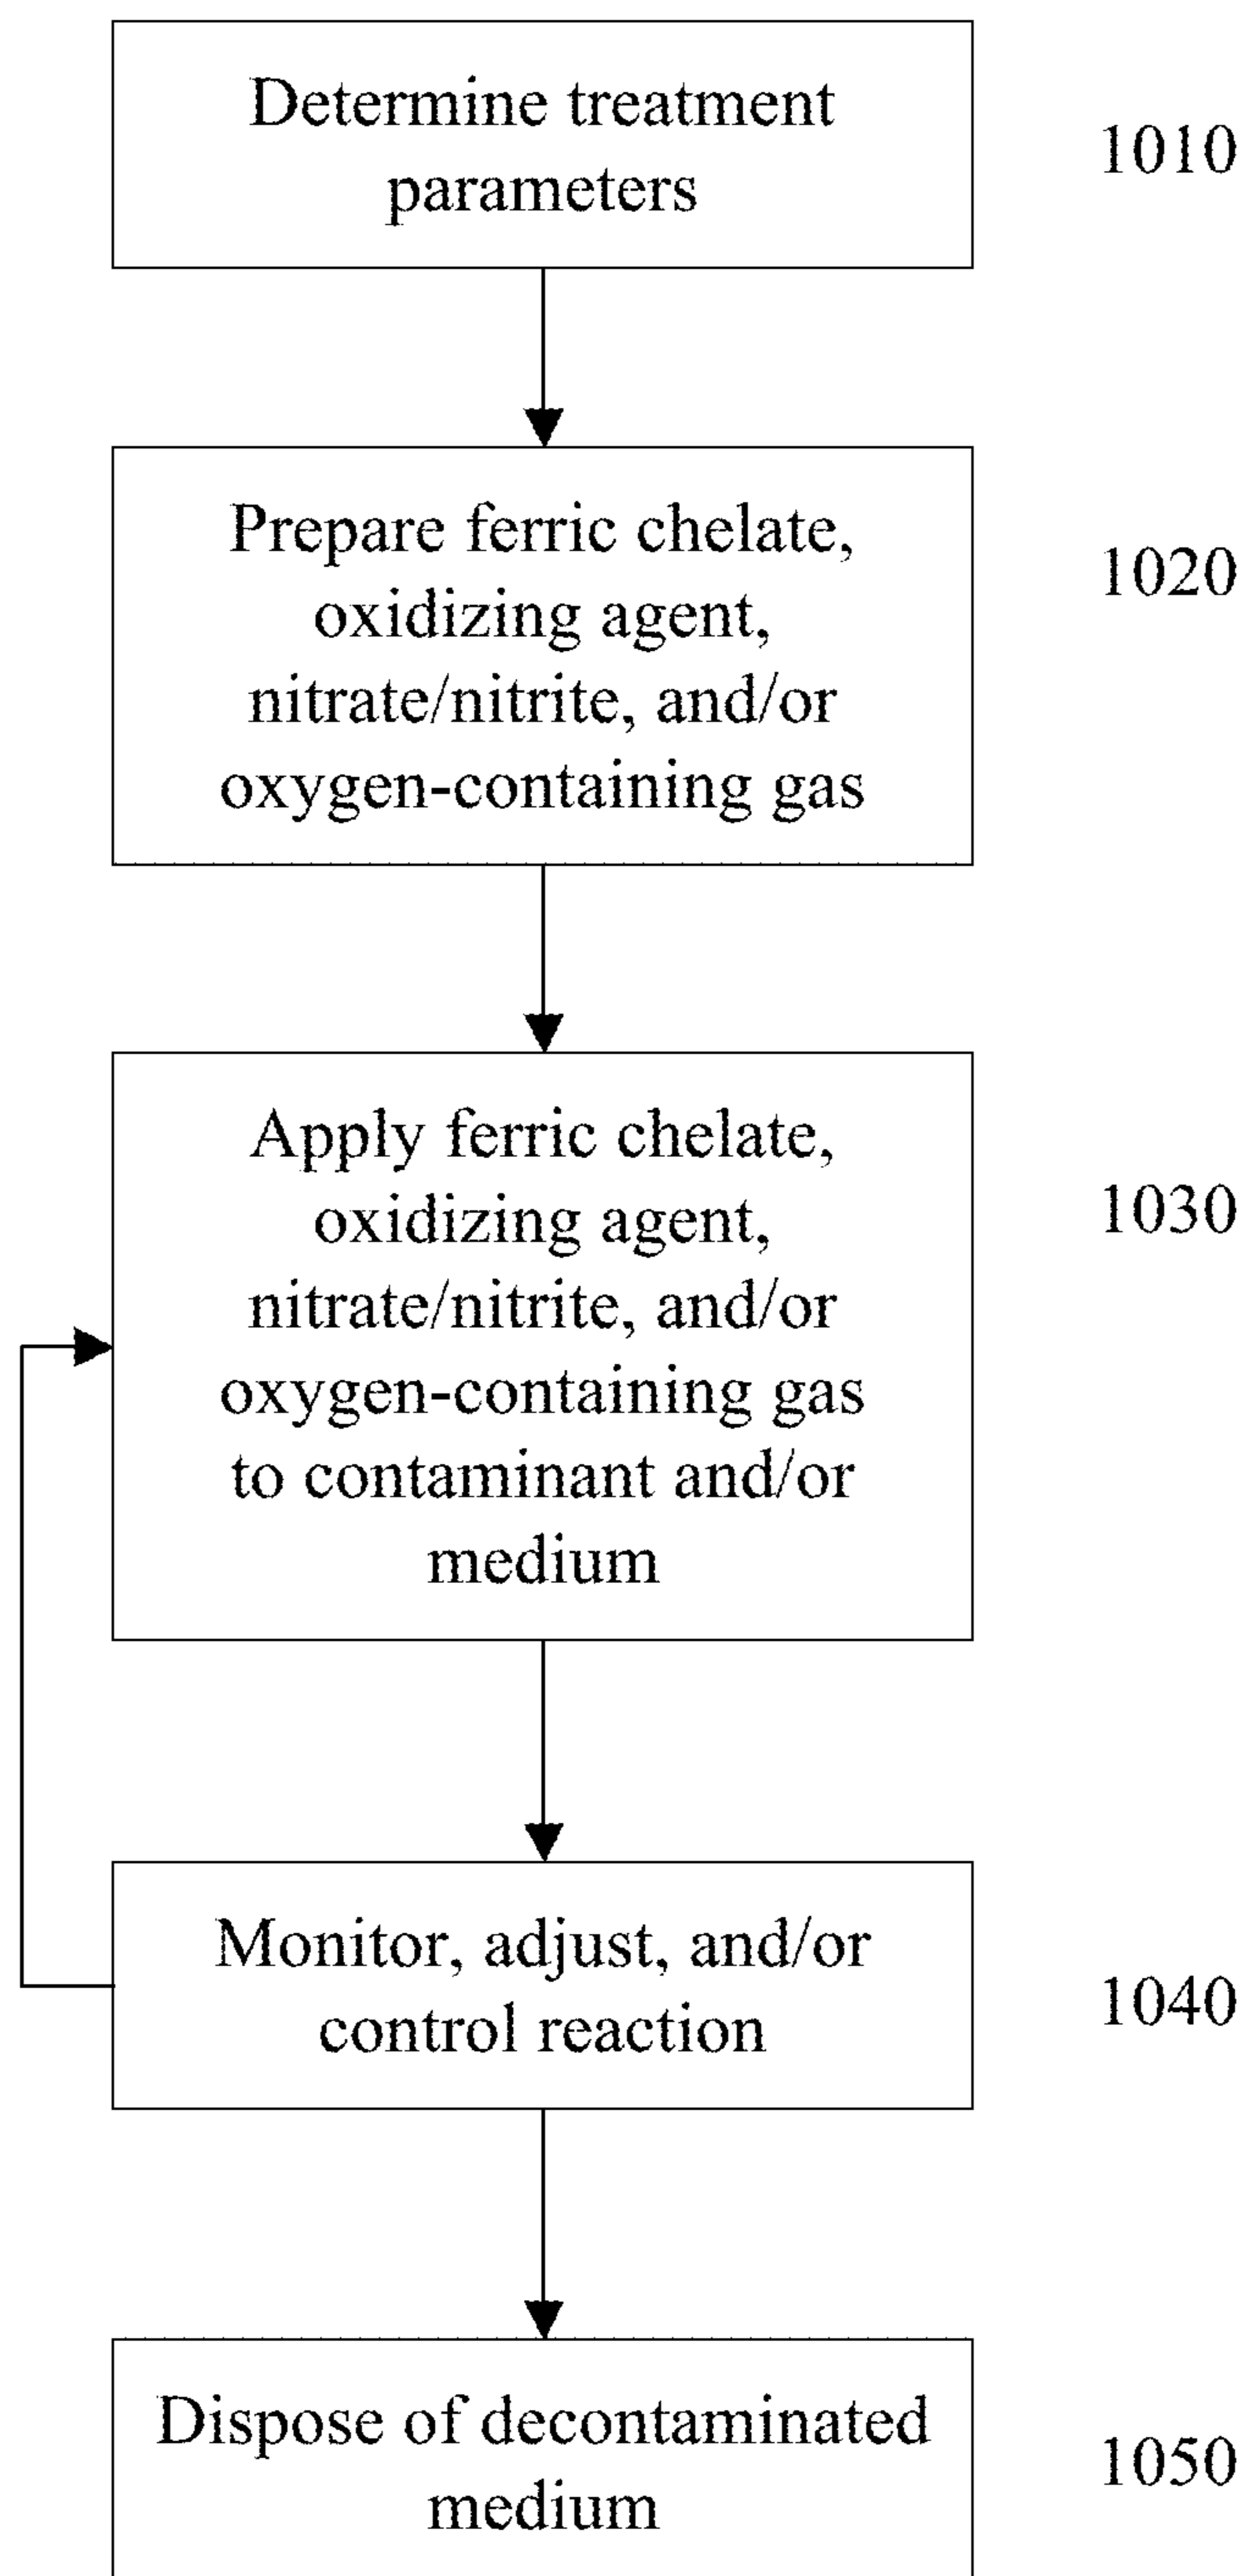 Determine treatment
parameters
1010
Prepare ferric chelate,
oxidizing agent,
nitrate/nitrite, and/or
oxygen-containing gas
1020
Apply ferric chelate,
oxidizing agent,
nitrate/nitrite, and/or
oxygen-containing gas
to contaminant and/or
medium
1030
Monitor, adjust, and/or
control reaction
1040
Dispose of decontaminated
medium
1050